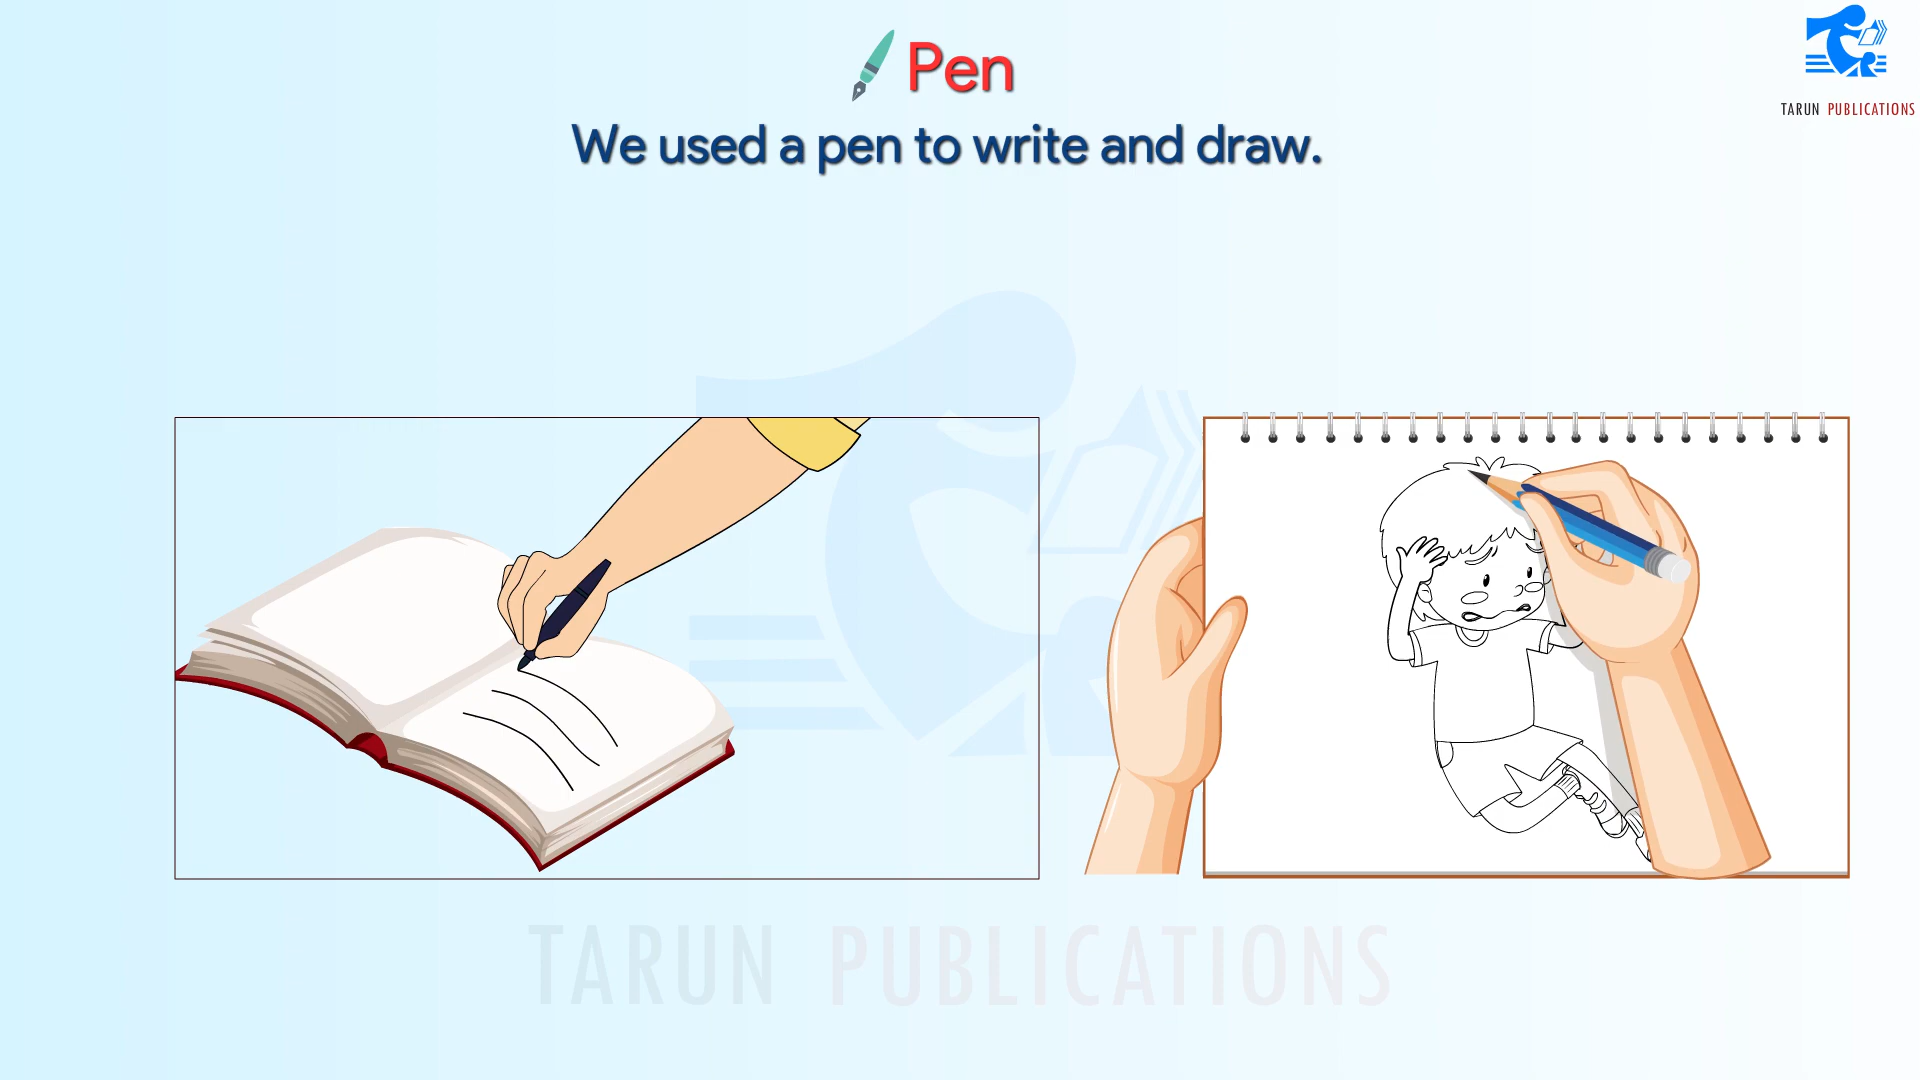 Pen
We used a pen to write and draw.
TARUN PUBLICATIONS
TARUN PUBLICATIONS